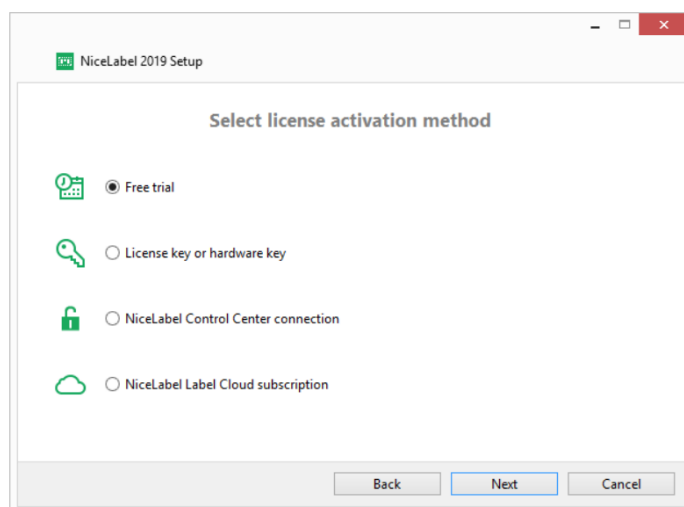 NiceLabel 2019 Setup
Select license activation method
Free trial
License key or hardware key
NiceLabel Control Center connection
NiceLabel Label Cloud subscription
Back Next Cancel